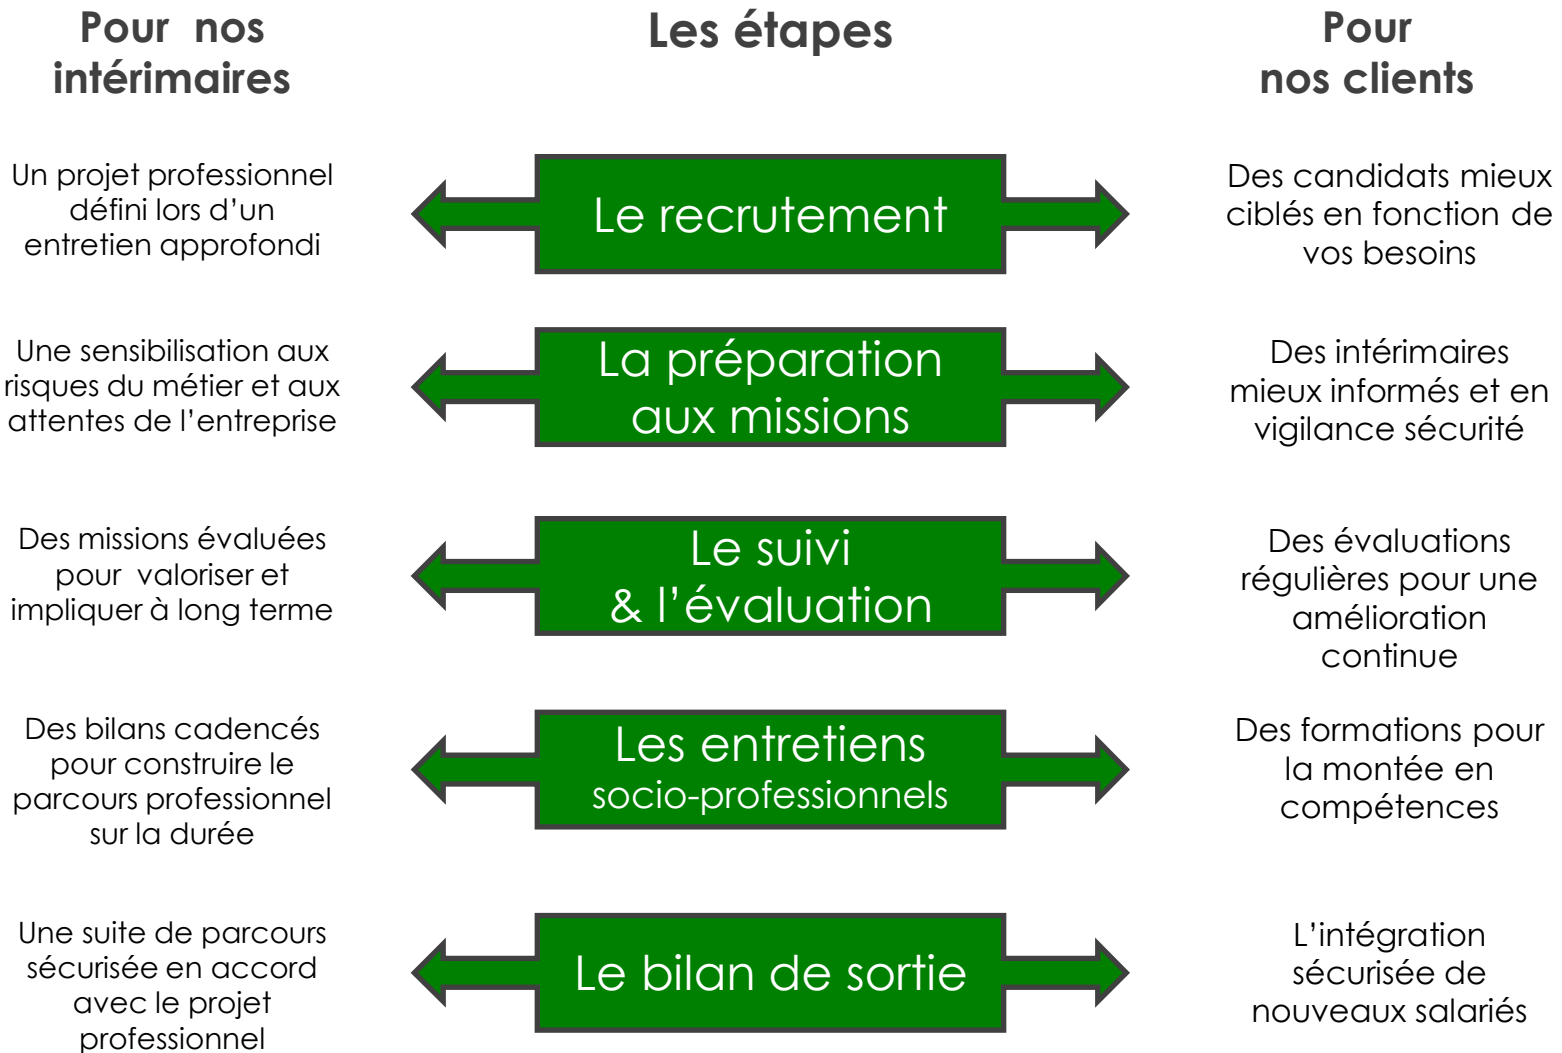 Pour nos
intérimaires
Les étapes
Pour
nos clients
Un projet professionnel
défini lors d’un
entretien approfondi
Le recrutement
Des candidats mieux
ciblés en fonction de
vos besoins
Une sensibilisation aux
risques du métier et aux
attentes de l’entreprise
La préparation
aux missions
Des intérimaires
mieux informés et en
vigilance sécurité
Des missions évaluées
pour valoriser et
impliquer à long terme
Le suivi
& l’évaluation
Des évaluations
régulières pour une
amélioration
continue
Des bilans cadencés
pour construire le
parcours professionnel
sur la durée
Les entretiens
socio-professionnels
Des formations pour
la montée en
compétences
Une suite de parcours
sécurisée en accord
avec le projet
professionnel
Le bilan de sortie
L’intégration
sécurisée de
nouveaux salariés